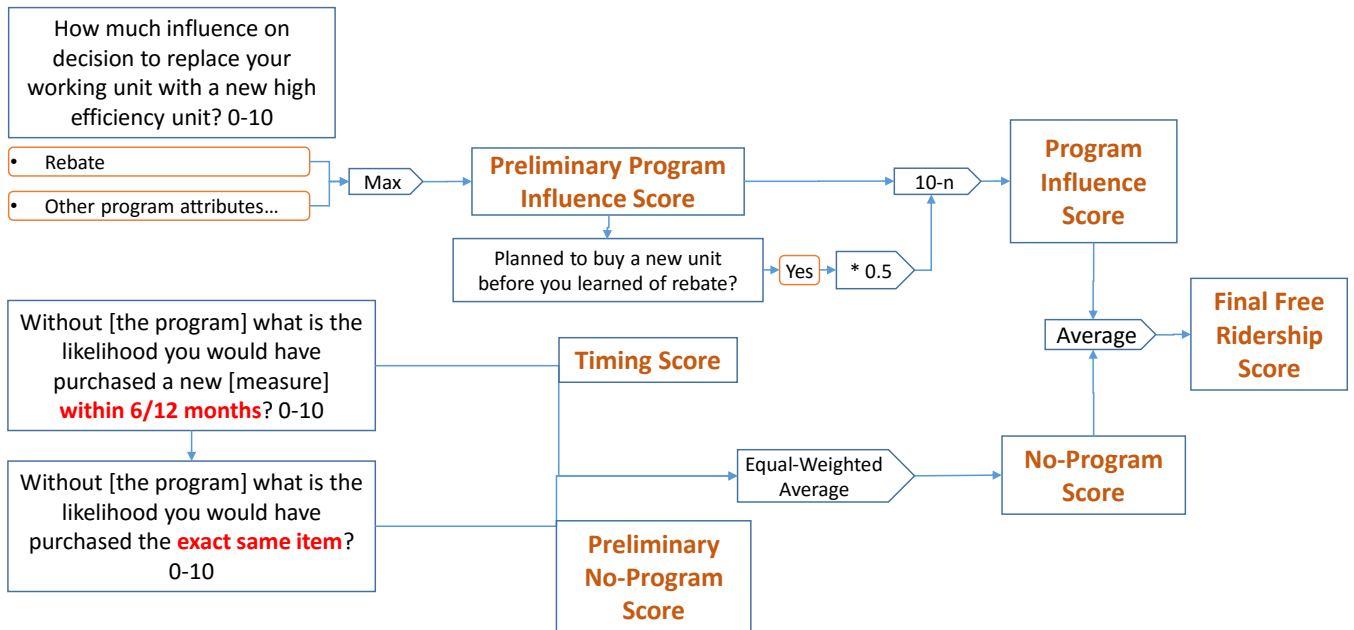 How much influence on
decision to replace your
working unit with a new high
efficiency unit? 0-10
• Rebate
• Other program attributes...
Max
Preliminary Program
Influence Score
10-n
Program
Influence
Score
Planned to buy a new unit
before you learned of rebate?
Yes
* 0.5
Without [the program] what is the
likelihood you would have
purchased a new [measure]
within 6/12 months? 0-10
Timing Score
Average
Final Free
Ridership
Score
Without [the program] what is the
likelihood you would have
purchased the exact same item?
0-10
Equal-Weighted
Average
No-Program
Score
Preliminary
No-Program
Score